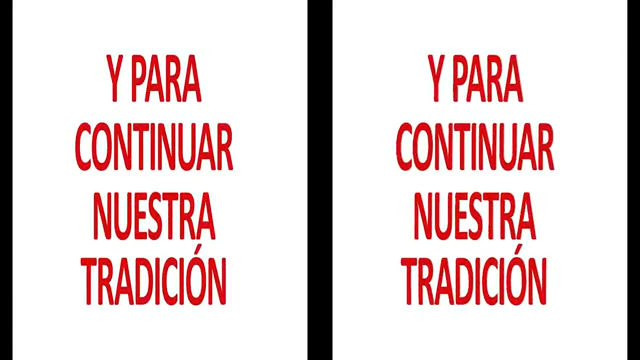 Y PARA
CONTINUAR
NUESTRA
TRADICIÓN
Y PARA
CONTINUAR
NUESTRA
TRADICIÓN